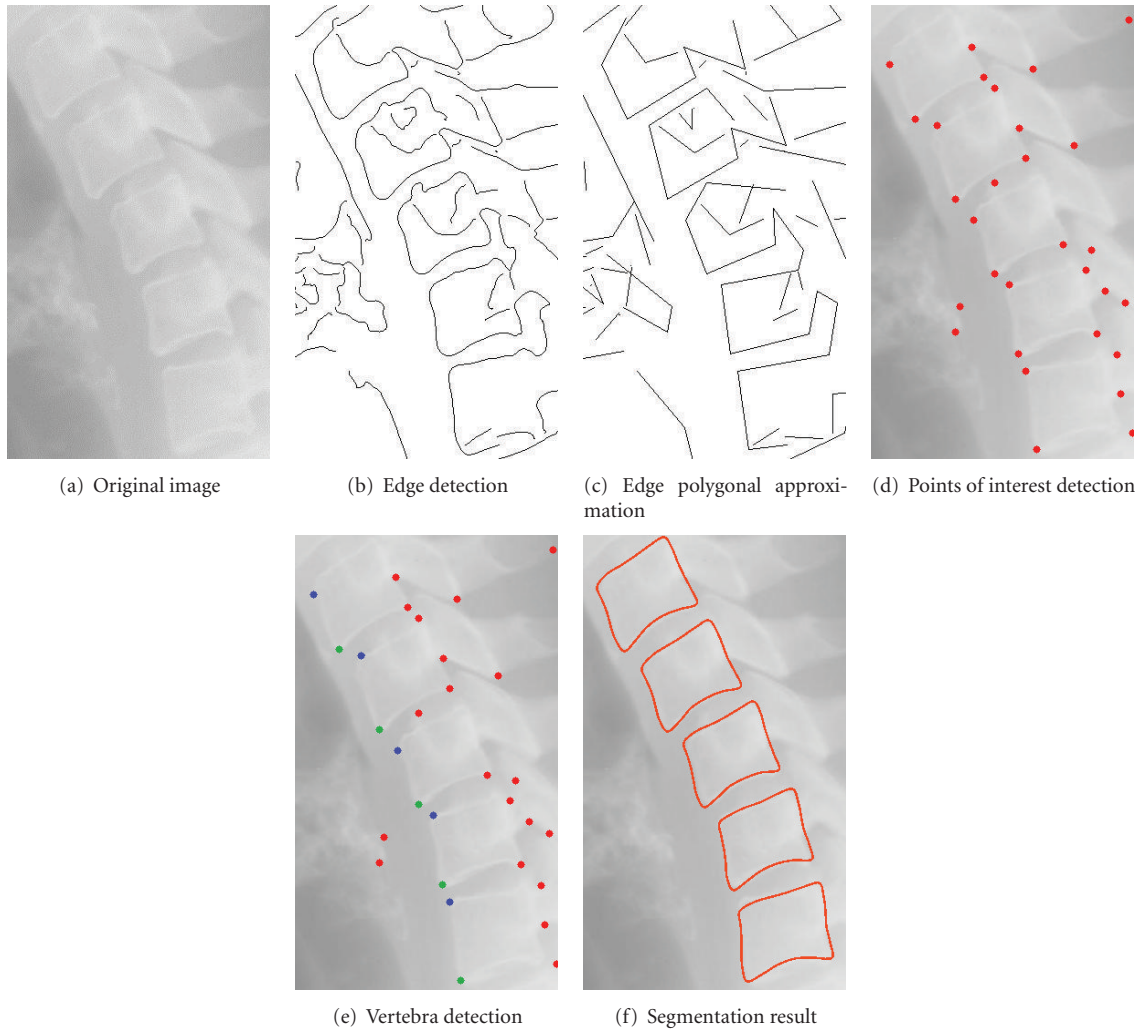 (a) Original image
(b) Edge detection
(c) Edge polygonal approxi-
mation
(d) Points of interest detection
(e) Vertebra detection
(f) Segmentation result